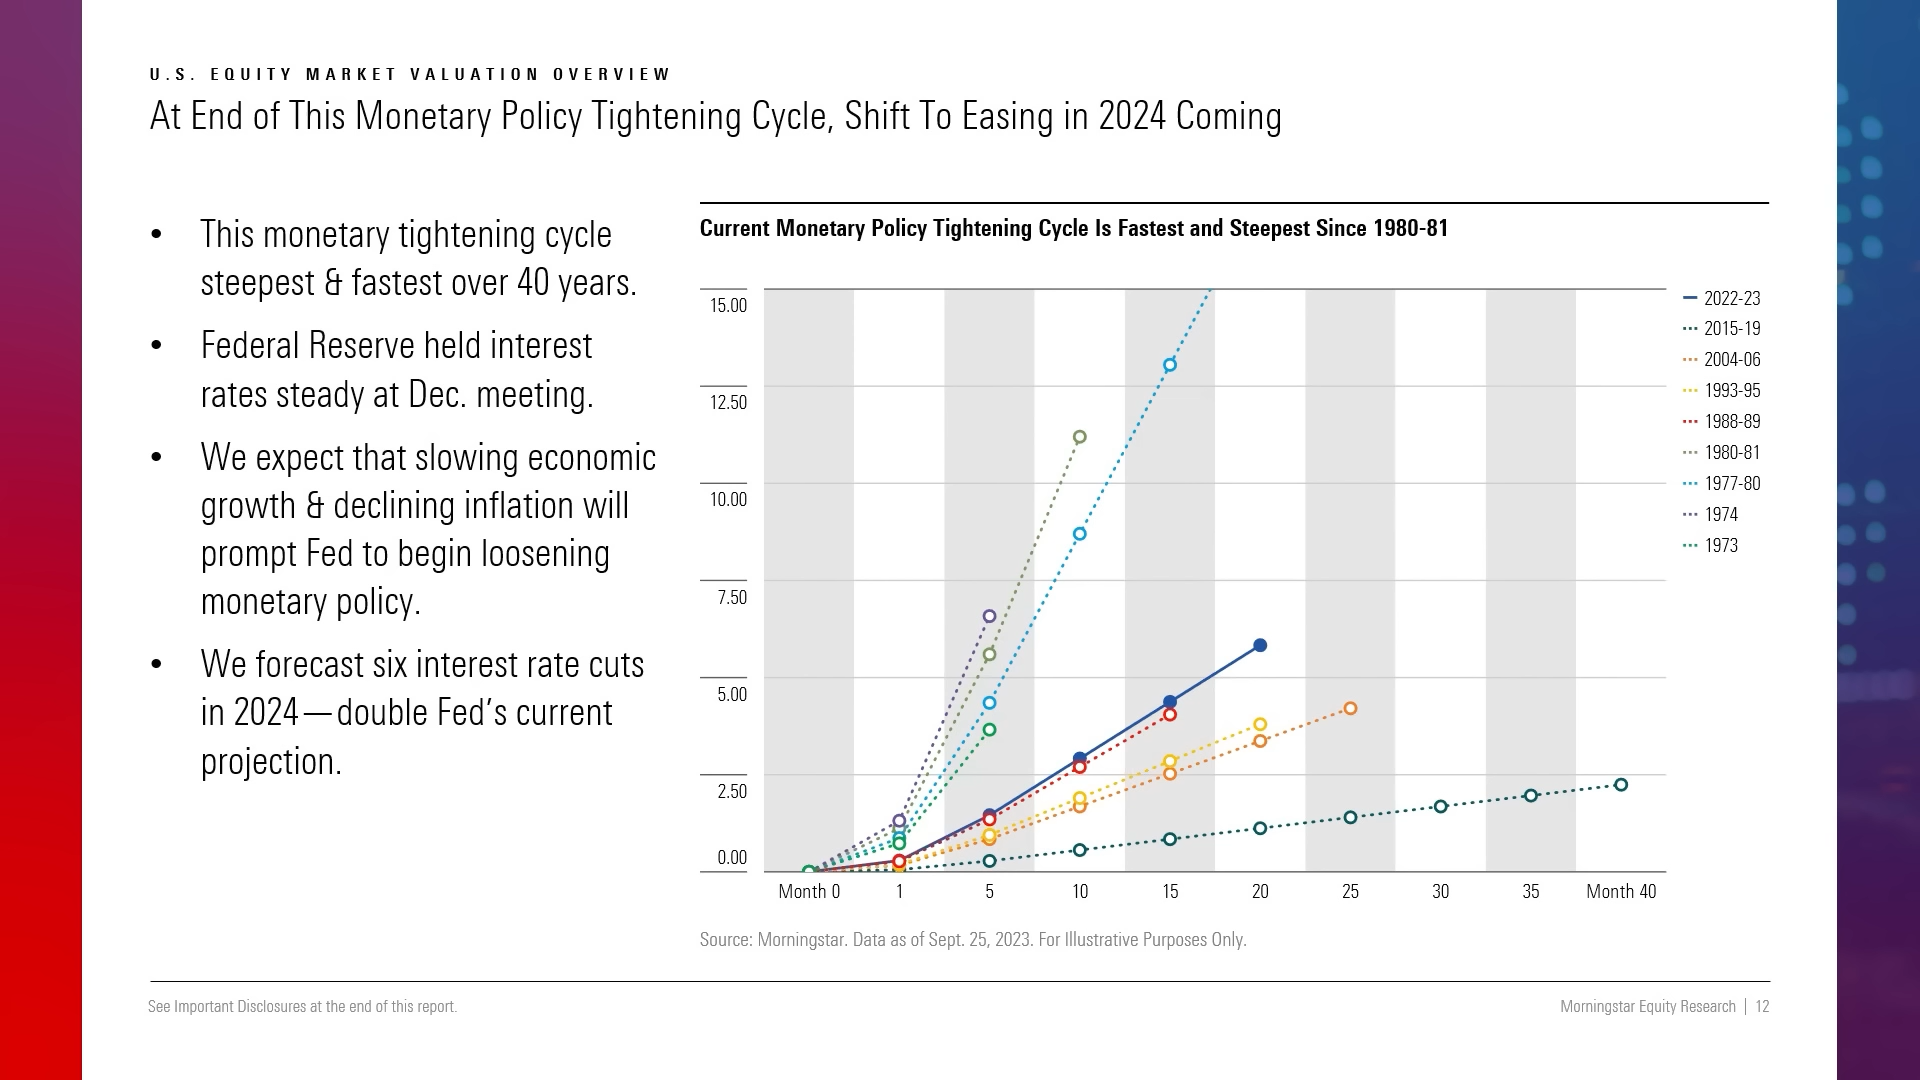 U.S. EQUITY MARKET VALUATION OVERVIEW
At End of This Monetary Policy Tightening Cycle, Shift To Easing in 2024 Coming
• This monetary tightening cycle
steepest & fastest over 40 years.
• Federal Reserve held interest
rates steady at Dec. meeting.
• We expect that slowing economic
growth & declining inflation will
prompt Fed to begin loosening
monetary policy.
• We forecast six interest rate cuts
in 2024—double Fed's current
projection.
Current Monetary Policy Tightening Cycle Is Fastest and Steepest Since 1980-81
15.00
12.50
10.00
7.50
5.00
2.50
0.00
Month 0 1 5 10 15 20 25 30 35 Month 40
2022-23
2015-19
2004-06
1993-95
1988-89
1980-81
1977-80
1974
1973
Source: Morningstar. Data as of Sept. 25, 2023. For Illustrative Purposes Only.
See Important Disclosures at the end of this report.
Morningstar Equity Research | 12